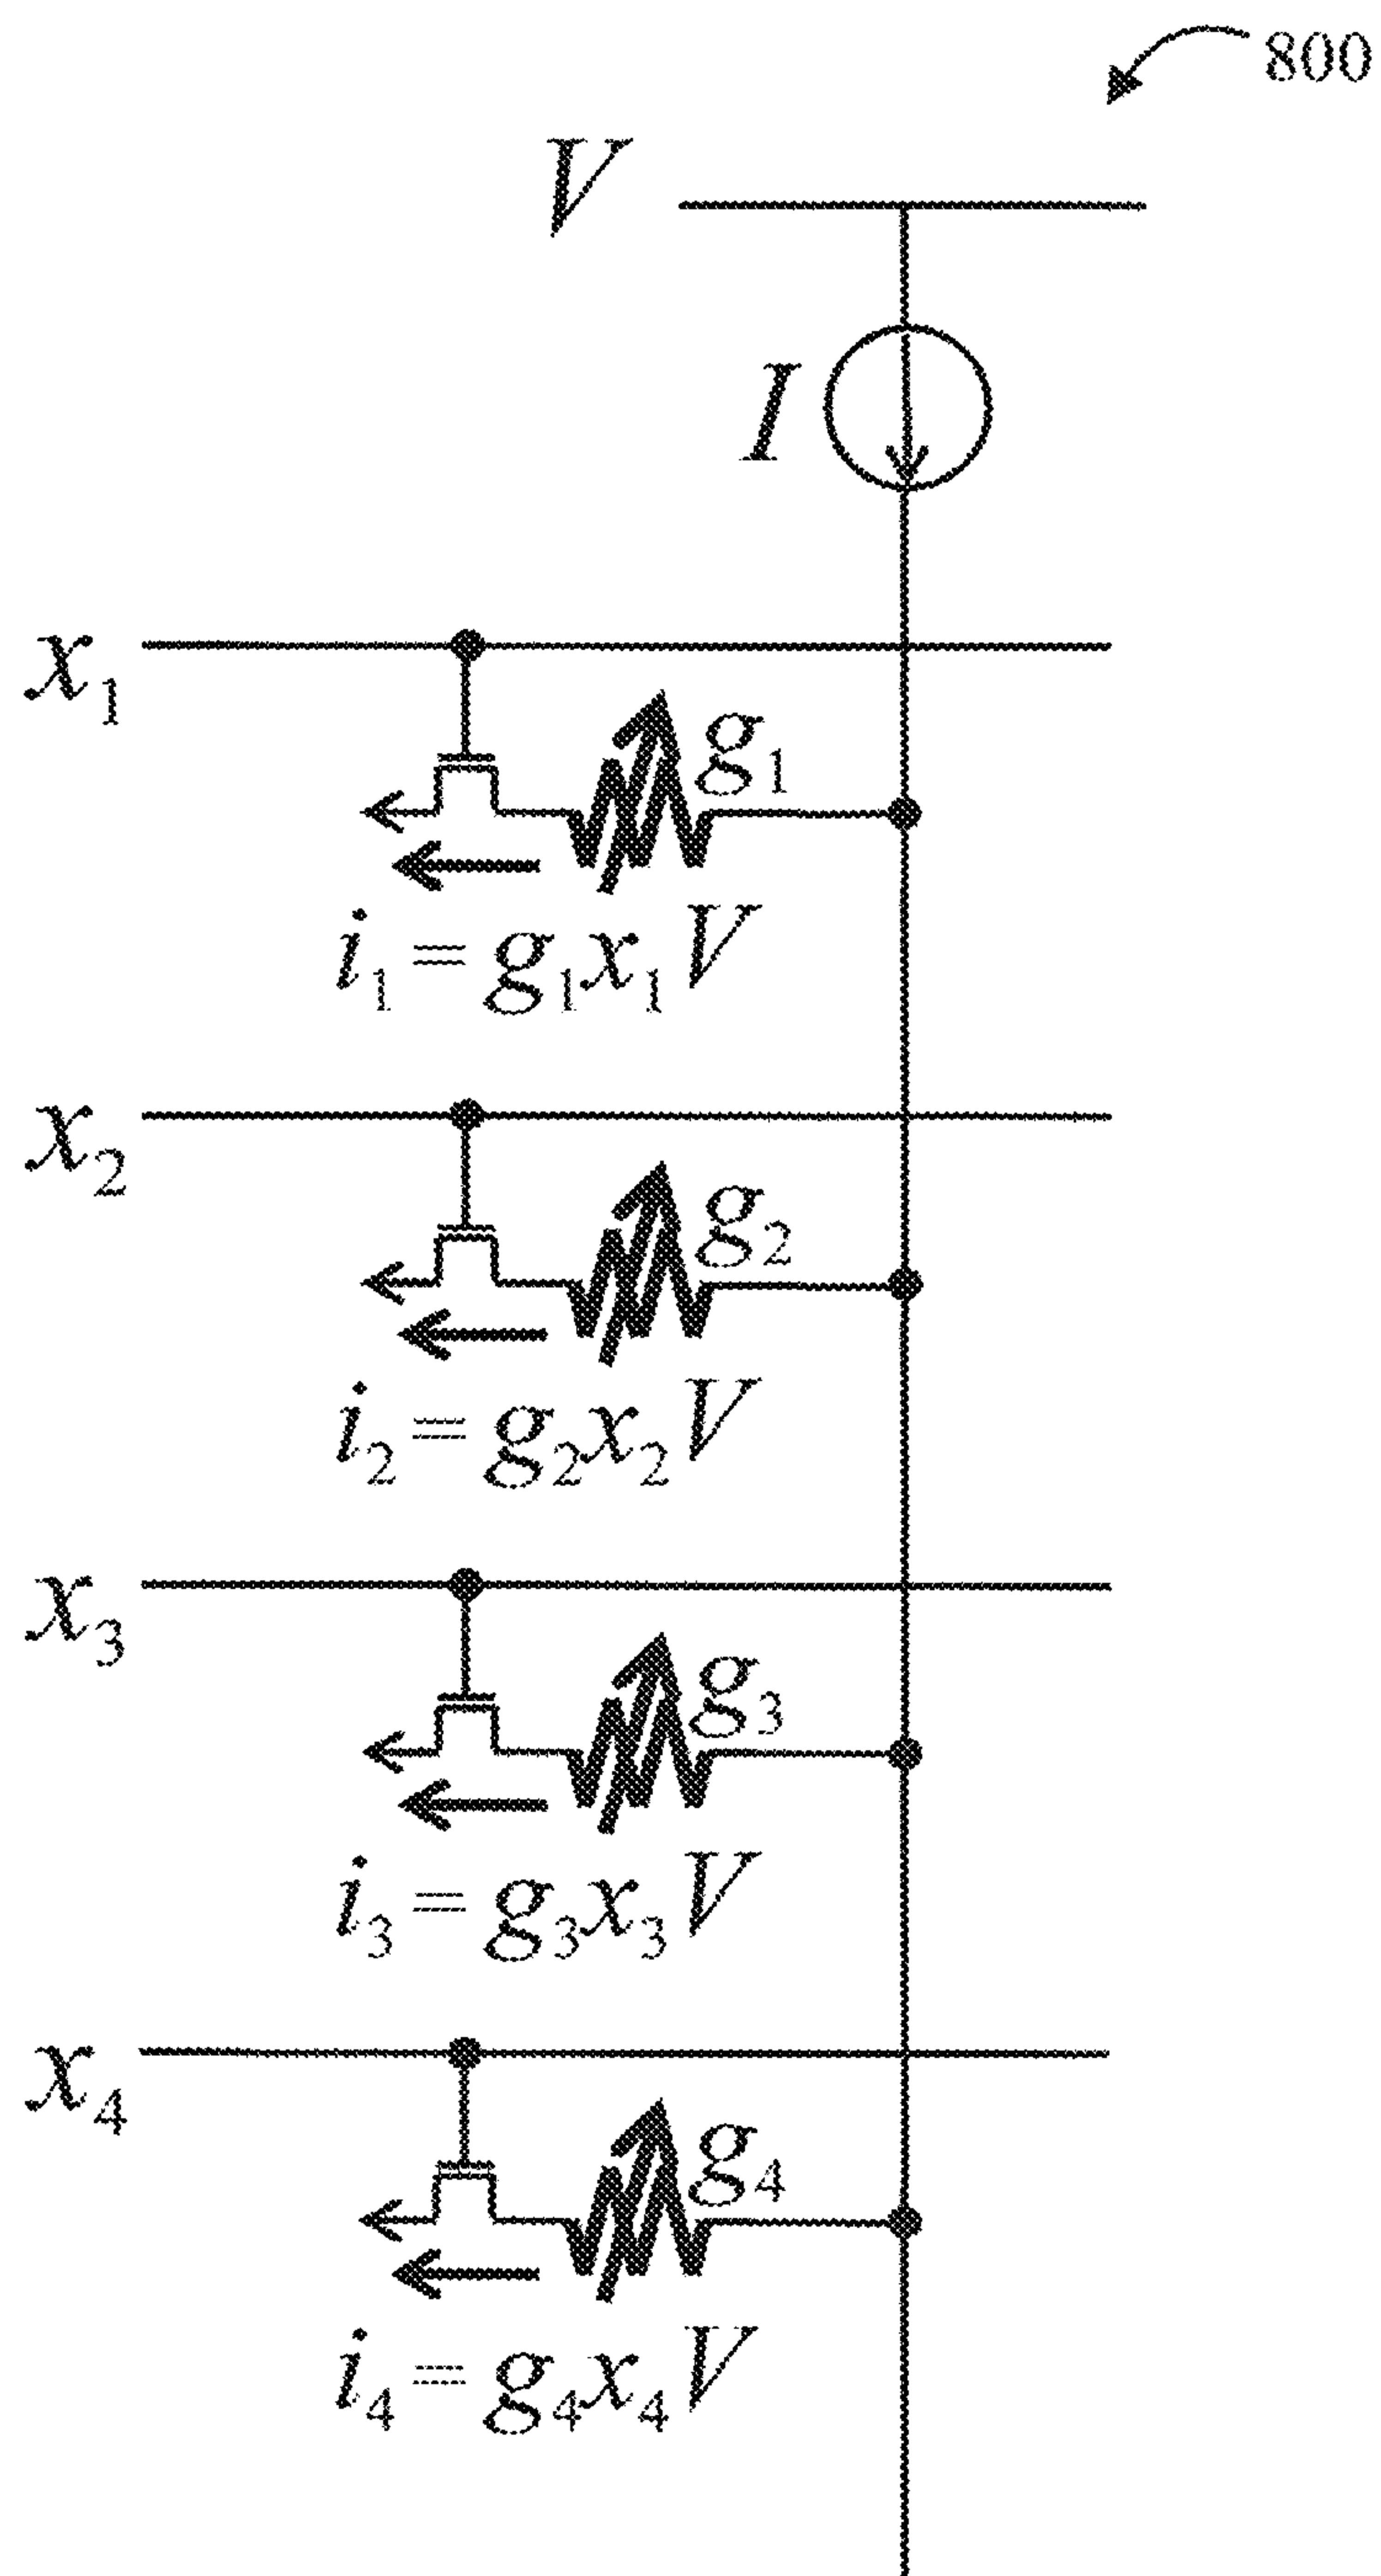 800
V
I
x₁
g₁
i₁ = g₁x₁V
x₂
g₂
i₂ = g₂x₂V
x₃
g₃
i₃ = g₃x₃V
x₄
g₄
i₄ = g₄x₄V